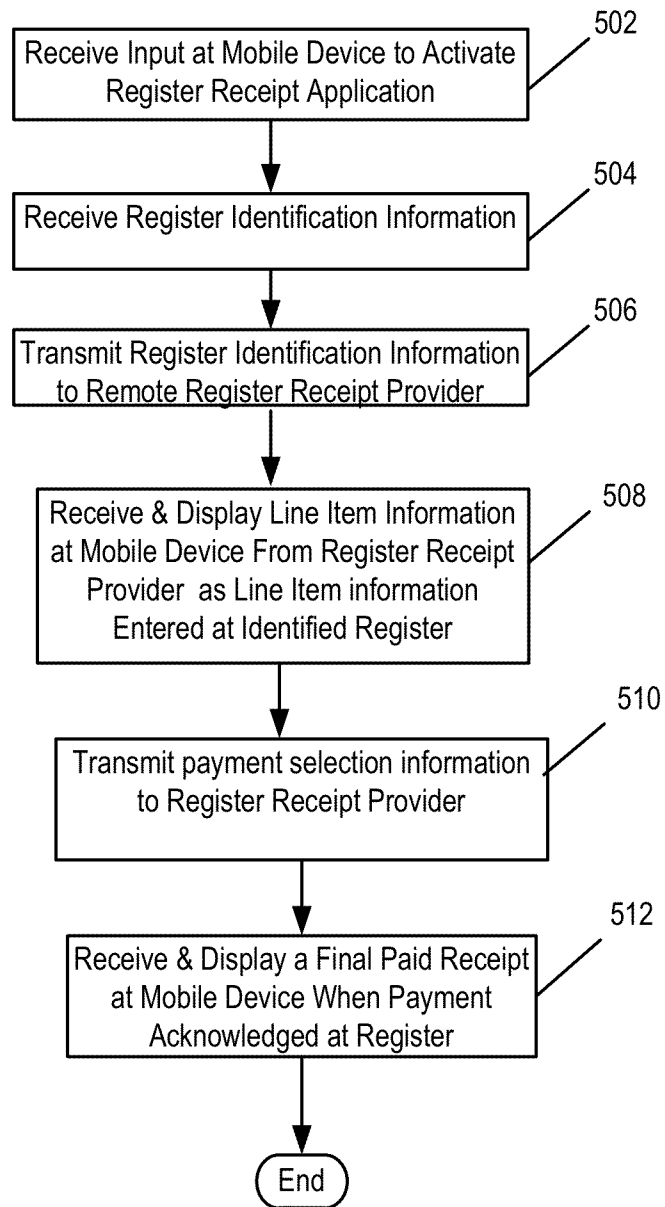 502
Receive Input at Mobile Device to Activate
Register Receipt Application
504
Receive Register Identification Information
506
Transmit Register Identification Information
to Remote Register Receipt Provider
508
Receive & Display Line Item Information
at Mobile Device From Register Receipt
Provider as Line Item information
Entered at Identified Register
510
Transmit payment selection information
to Register Receipt Provider
512
Receive & Display a Final Paid Receipt
at Mobile Device When Payment
Acknowledged at Register
End